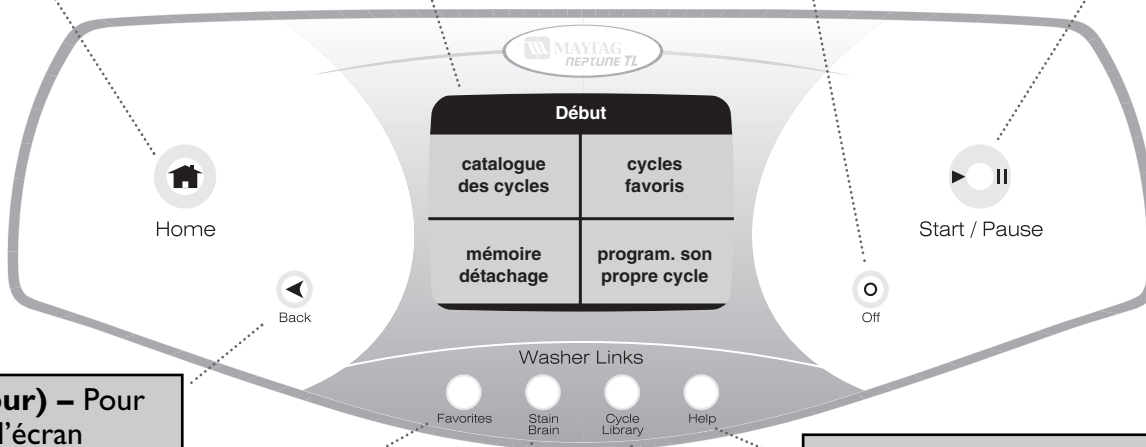 MAYTAG
NEPTUNE TL
Début
catalogue
des cycles
cycles
favoris
mémoire
détachage
program. son
propre cycle
Home
Start / Pause
Back
Off
Washer Links
Favorites
Stain
Brain
Cycle
Library
Help
ur) – Pour
l'écran